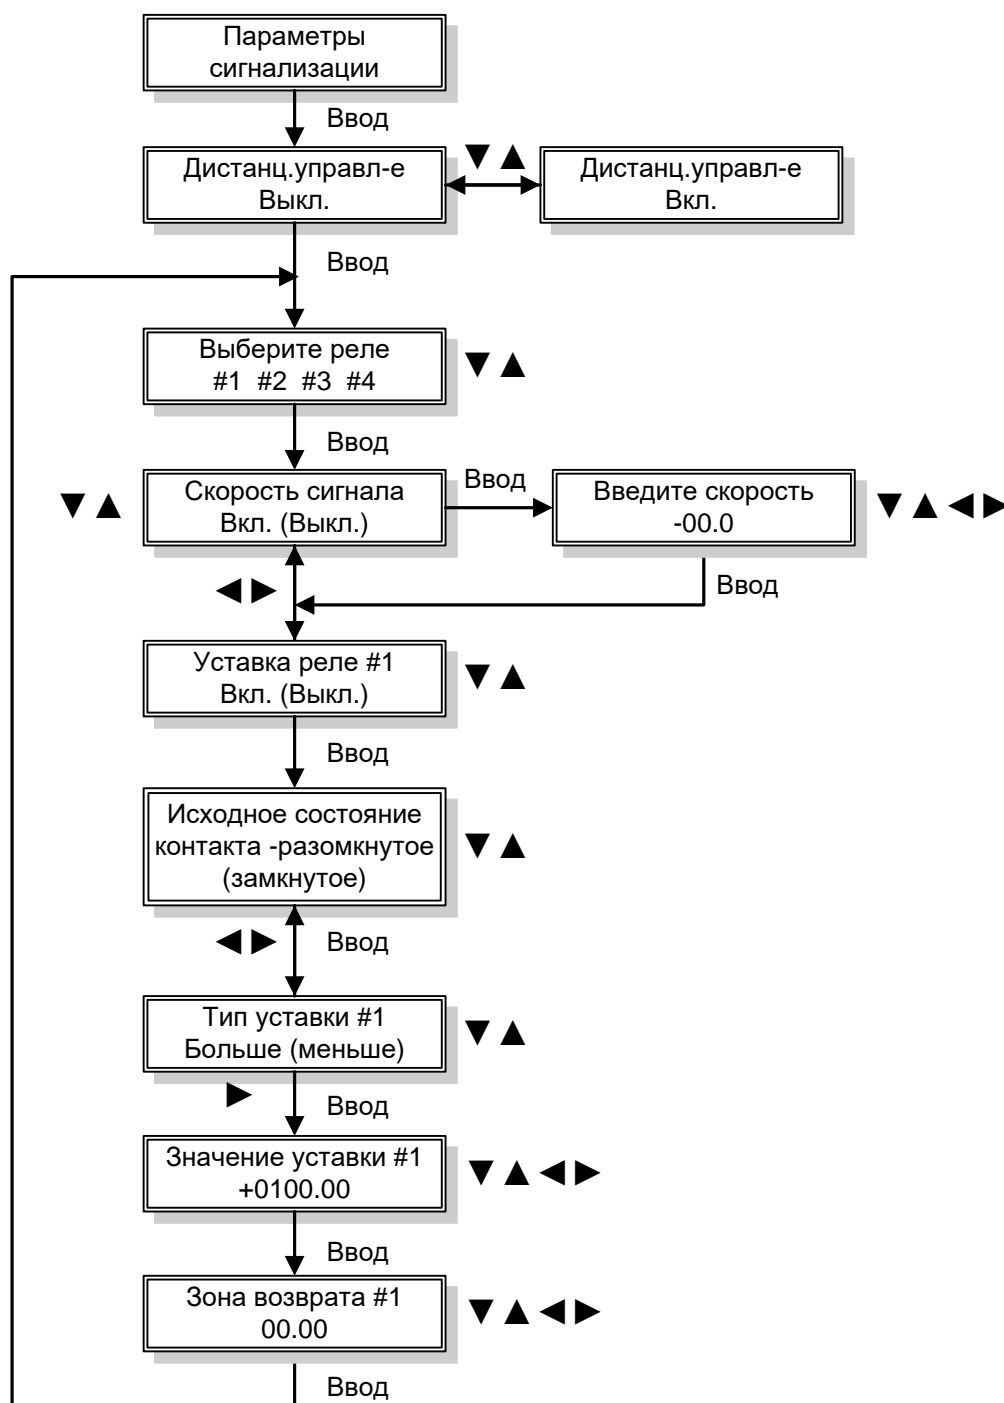 Параметры
сигнализации
Ввод
Дистанц.управл-е
Выкл.
▼ ▲
Дистанц.управл-е
Вкл.
Ввод
Выберите реле
#1 #2 #3 #4
▼ ▲
Ввод
▼ ▲
Скорость сигнала
Вкл. (Выкл.)
Ввод
Введите скорость
-00.0
▼ ▲ ◀ ▶
◀ ▶
Ввод
Уставка реле #1
Вкл. (Выкл.)
▼ ▲
Ввод
Исходное состояние
контакта -разомкнутое
(замкнутое)
▼ ▲
◀ ▶
Ввод
Тип уставки #1
Больше (меньше)
▼ ▲
▶
Ввод
Значение уставки #1
+0100.00
▼ ▲ ◀ ▶
Ввод
Зона возврата #1
00.00
▼ ▲ ◀ ▶
Ввод